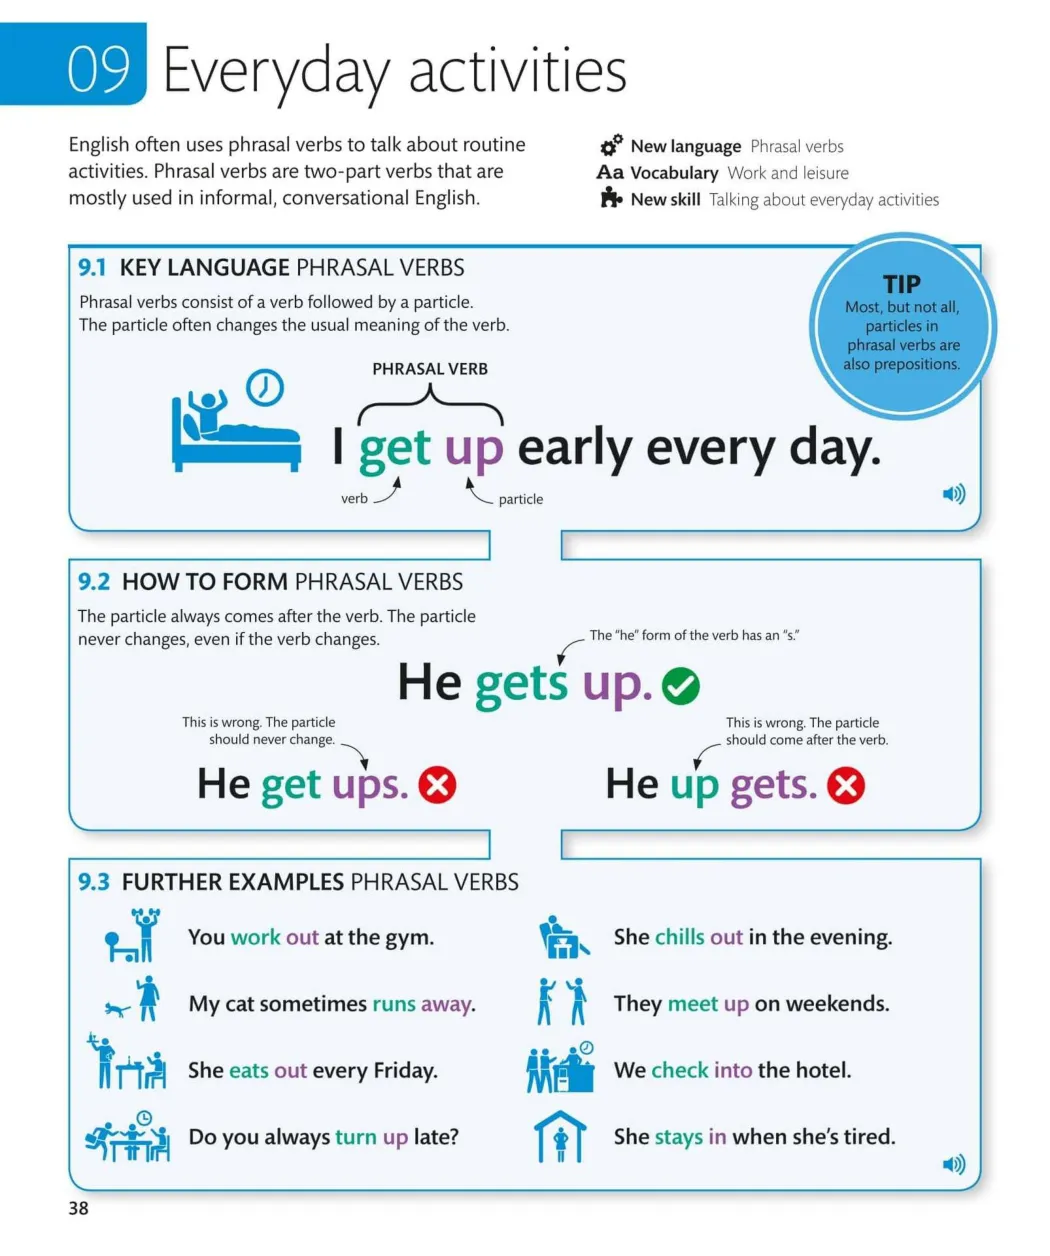 09 Everyday activities
English often uses phrasal verbs to talk about routine
activities. Phrasal verbs are two-part verbs that are
mostly used in informal, conversational English.
New language Phrasal verbs
Aa Vocabulary Work and leisure
New skill Talking about everyday activities
9.1 KEY LANGUAGE PHRASAL VERBS
Phrasal verbs consist of a verb followed by a particle.
The particle often changes the usual meaning of the verb.
TIP
Most, but not all,
particles in
phrasal verbs are
also prepositions.
PHRASAL VERB
I get up early every day.
verb
particle
9.2 HOW TO FORM PHRASAL VERBS
The particle always comes after the verb. The particle
never changes, even if the verb changes.
The “he” form of the verb has an “s.”
He gets up.
This is wrong. The particle
should never change.
He get ups.
This is wrong. The particle
should come after the verb.
He up gets.
9.3 FURTHER EXAMPLES PHRASAL VERBS
You work out at the gym.
My cat sometimes runs away.
She eats out every Friday.
Do you always turn up late?
She chills out in the evening.
They meet up on weekends.
We check into the hotel.
She stays in when she’s tired.
38